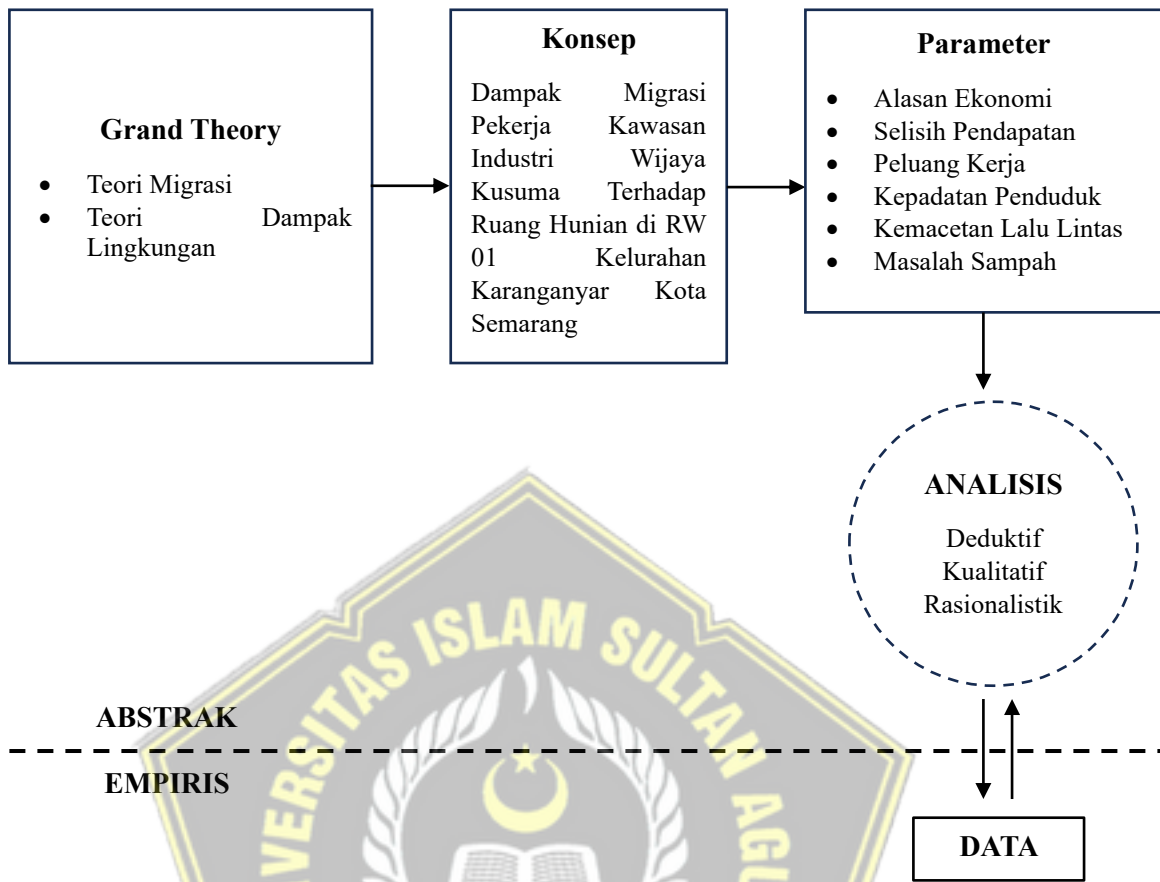 Grand Theory
• Teori Migrasi
• Teori Dampak
Lingkungan
Konsep
Dampak Migrasi
Pekerja Kawasan
Industri Wijaya
Kusuma Terhadap
Ruang Hunian di RW
01 Kelurahan
Karanganyar Kota
Semarang
Parameter
• Alasan Ekonomi
• Selisih Pendapatan
• Peluang Kerja
• Kepadatan Penduduk
• Kemacetan Lalu Lintas
• Masalah Sampah
ANALISIS
Deduktif
Kualitatif
Rasionalistik
ABSTRAK
EMPIRIS
DATA
VERSITAS ISLAM SULTAN AGU